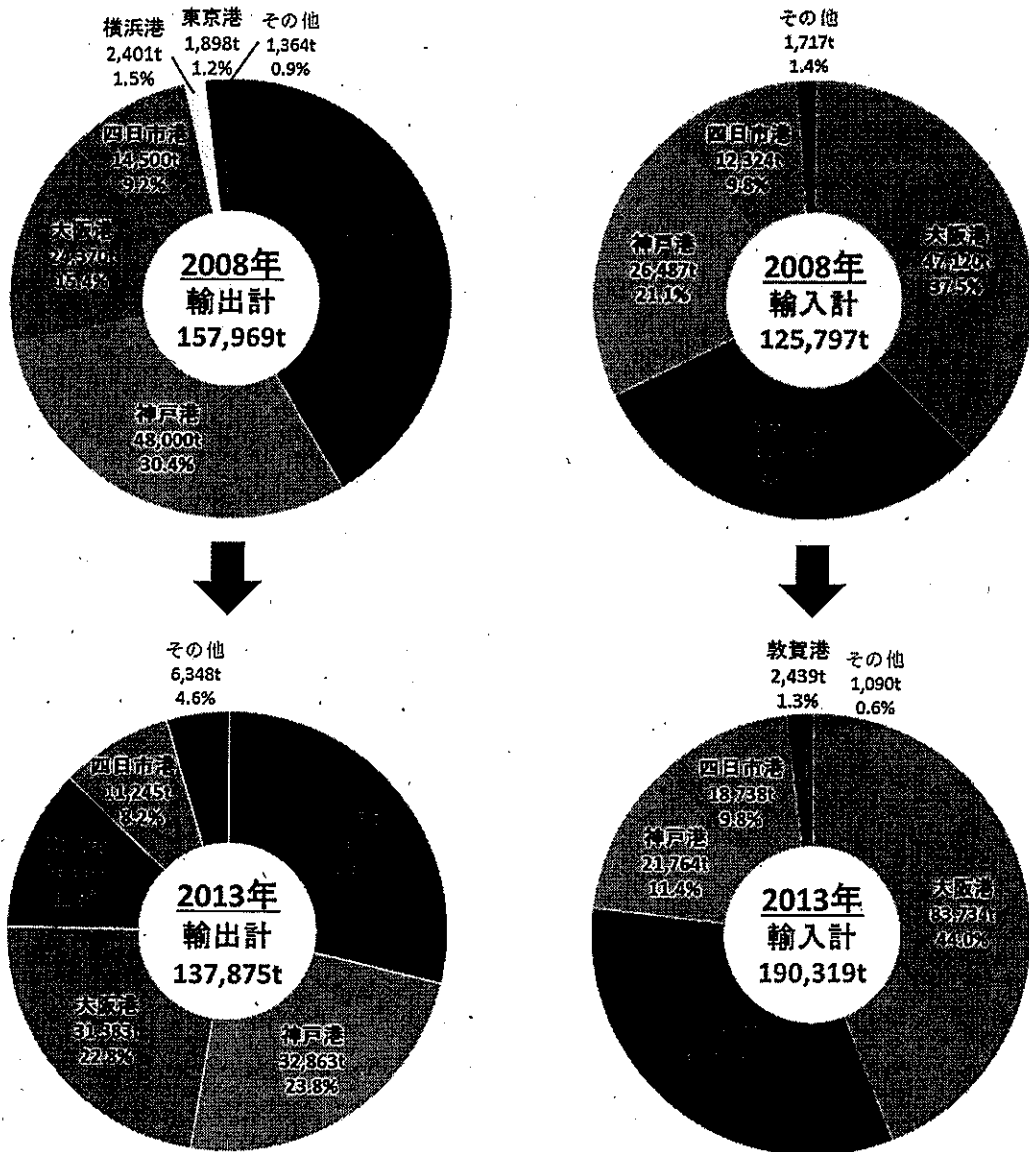 横浜港
2,401t
1.5%
東京港
1,898t
1.2%
その他
1,364t
0.9%
四日市港
14,500t
9.2%
大阪港
24,370t
15.4%
神戸港
48,000t
30.4%
2008年
輸出計
157,969t
その他
1,717t
1.4%
四日市港
12,324t
9.8%
神戸港
26,487t
21.1%
大阪港
47,120t
37.5%
2008年
輸入計
125,797t
その他
6,348t
4.6%
四日市港
11,245t
8.2%
大阪港
31,383t
22.8%
神戸港
32,863t
23.8%
2013年
輸出計
137,875t
敦賀港
2,439t
1.3%
その他
1,090t
0.6%
四日市港
18,738t
9.8%
神戸港
21,764t
11.4%
大阪港
83,734t
44.0%
2013年
輸入計
190,319t